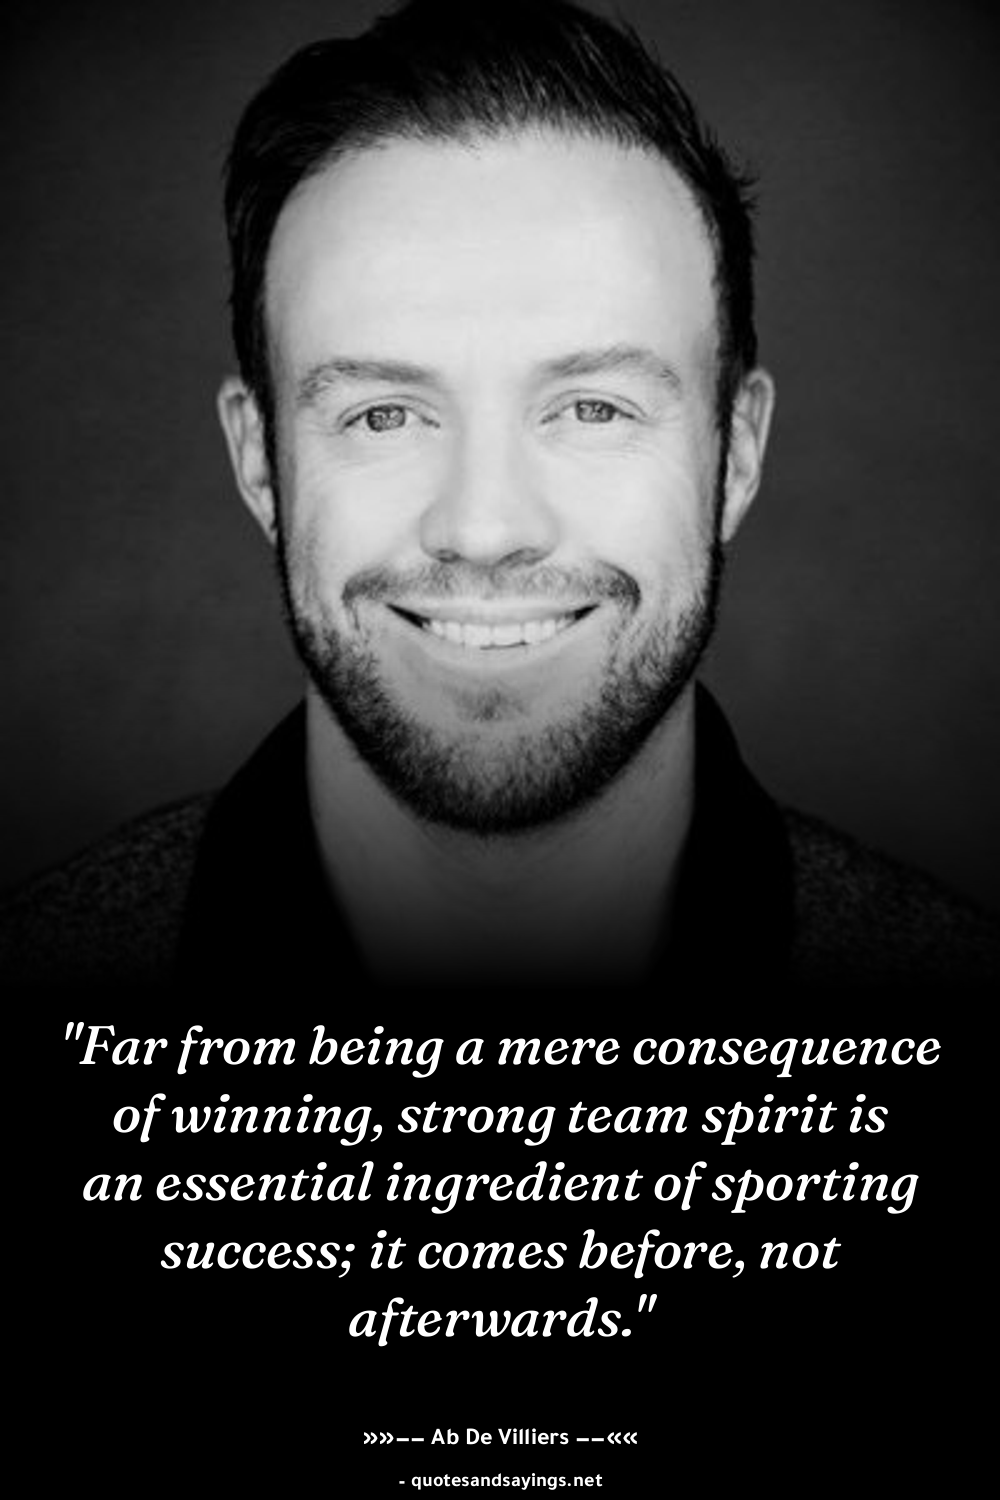 "Far from being a mere consequence
of winning, strong team spirit is
an essential ingredient of sporting
success; it comes before, not
afterwards."
»»–– Ab De Villiers ––««
- quotesandsayings.net